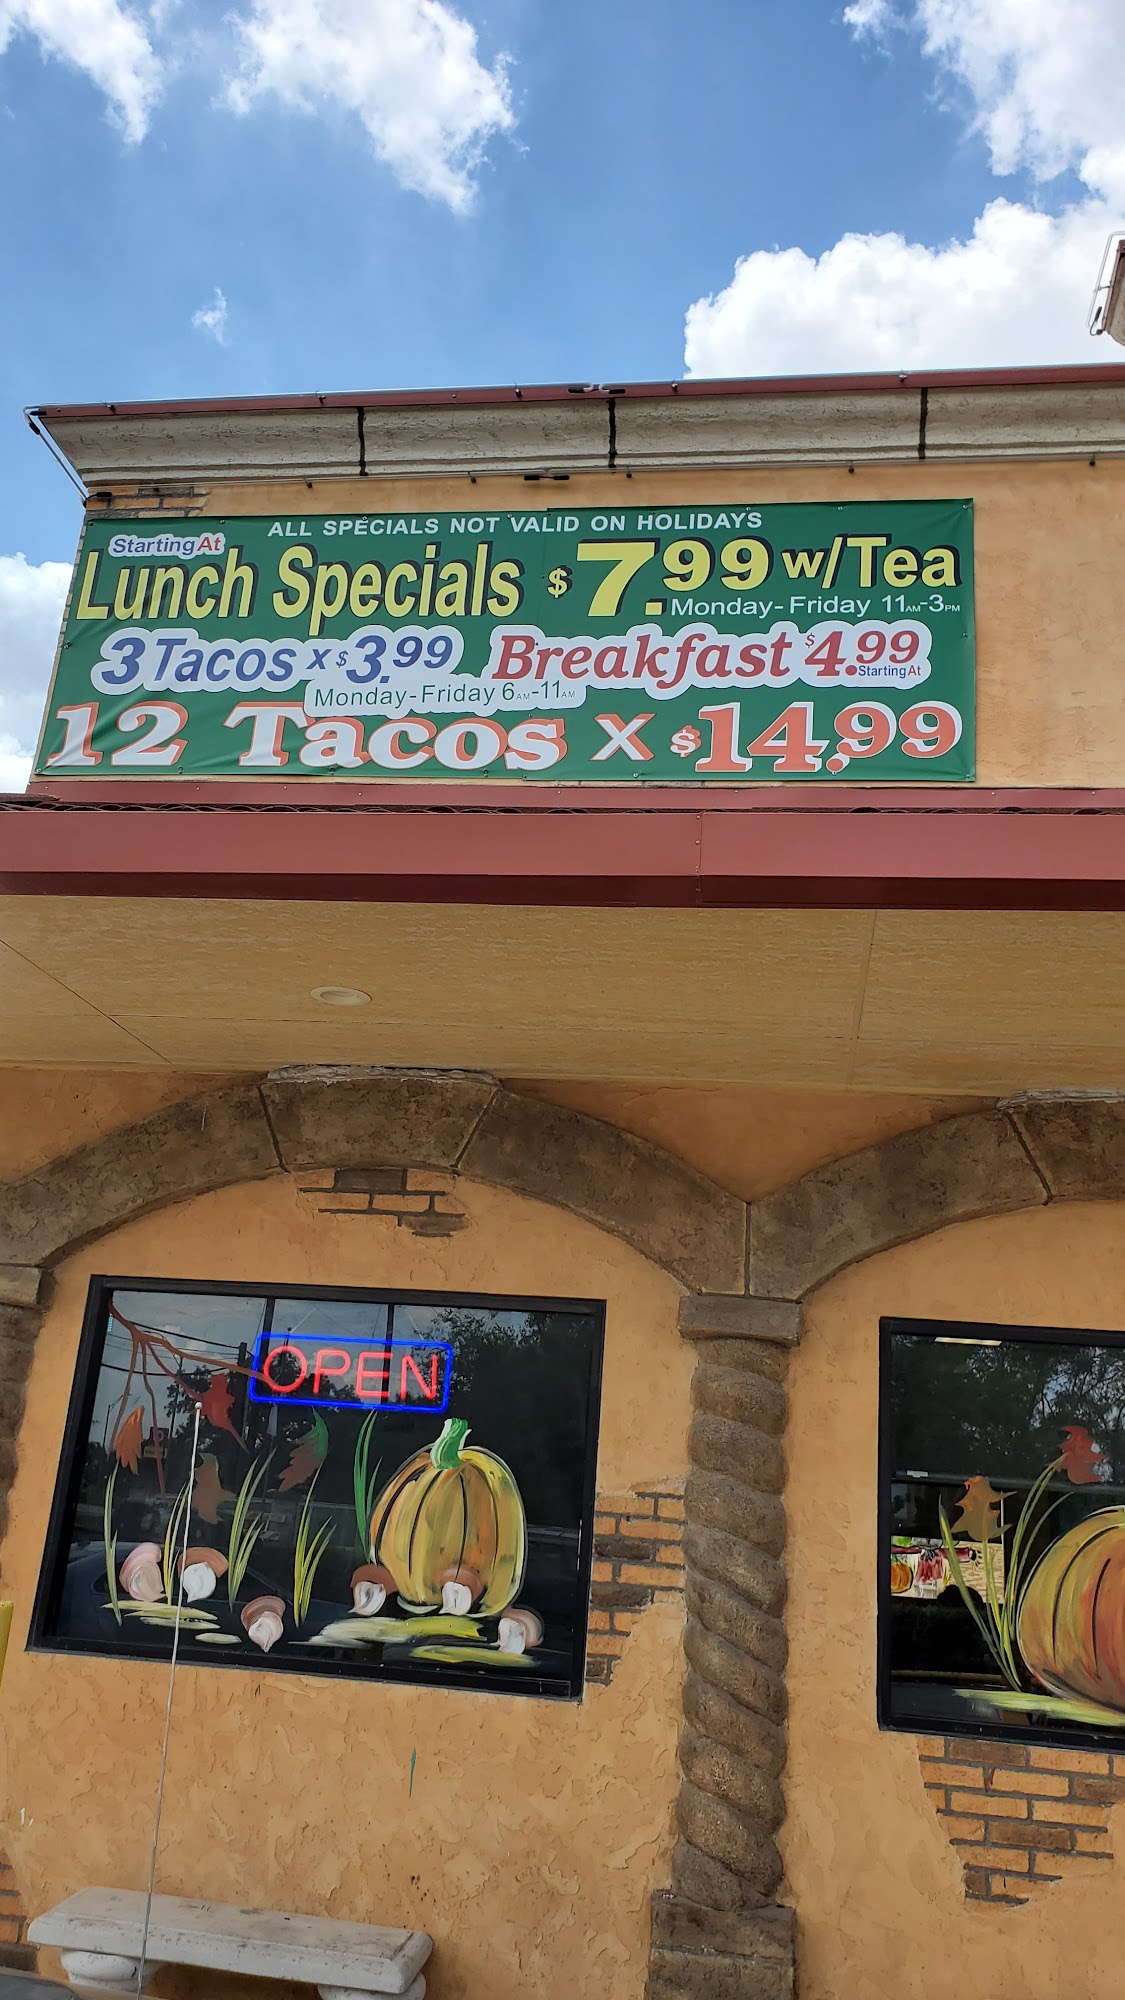 ALL SPECIALS NOT VALID ON HOLIDAYS
Starting At
Lunch Specials $7.99 w/Tea
Monday-Friday 11AM-3PM
3 Tacos x $3.99 Breakfast $4.99
Starting At
Monday-Friday 6AM-11AM
12 Tacos X $14.99
OPEN